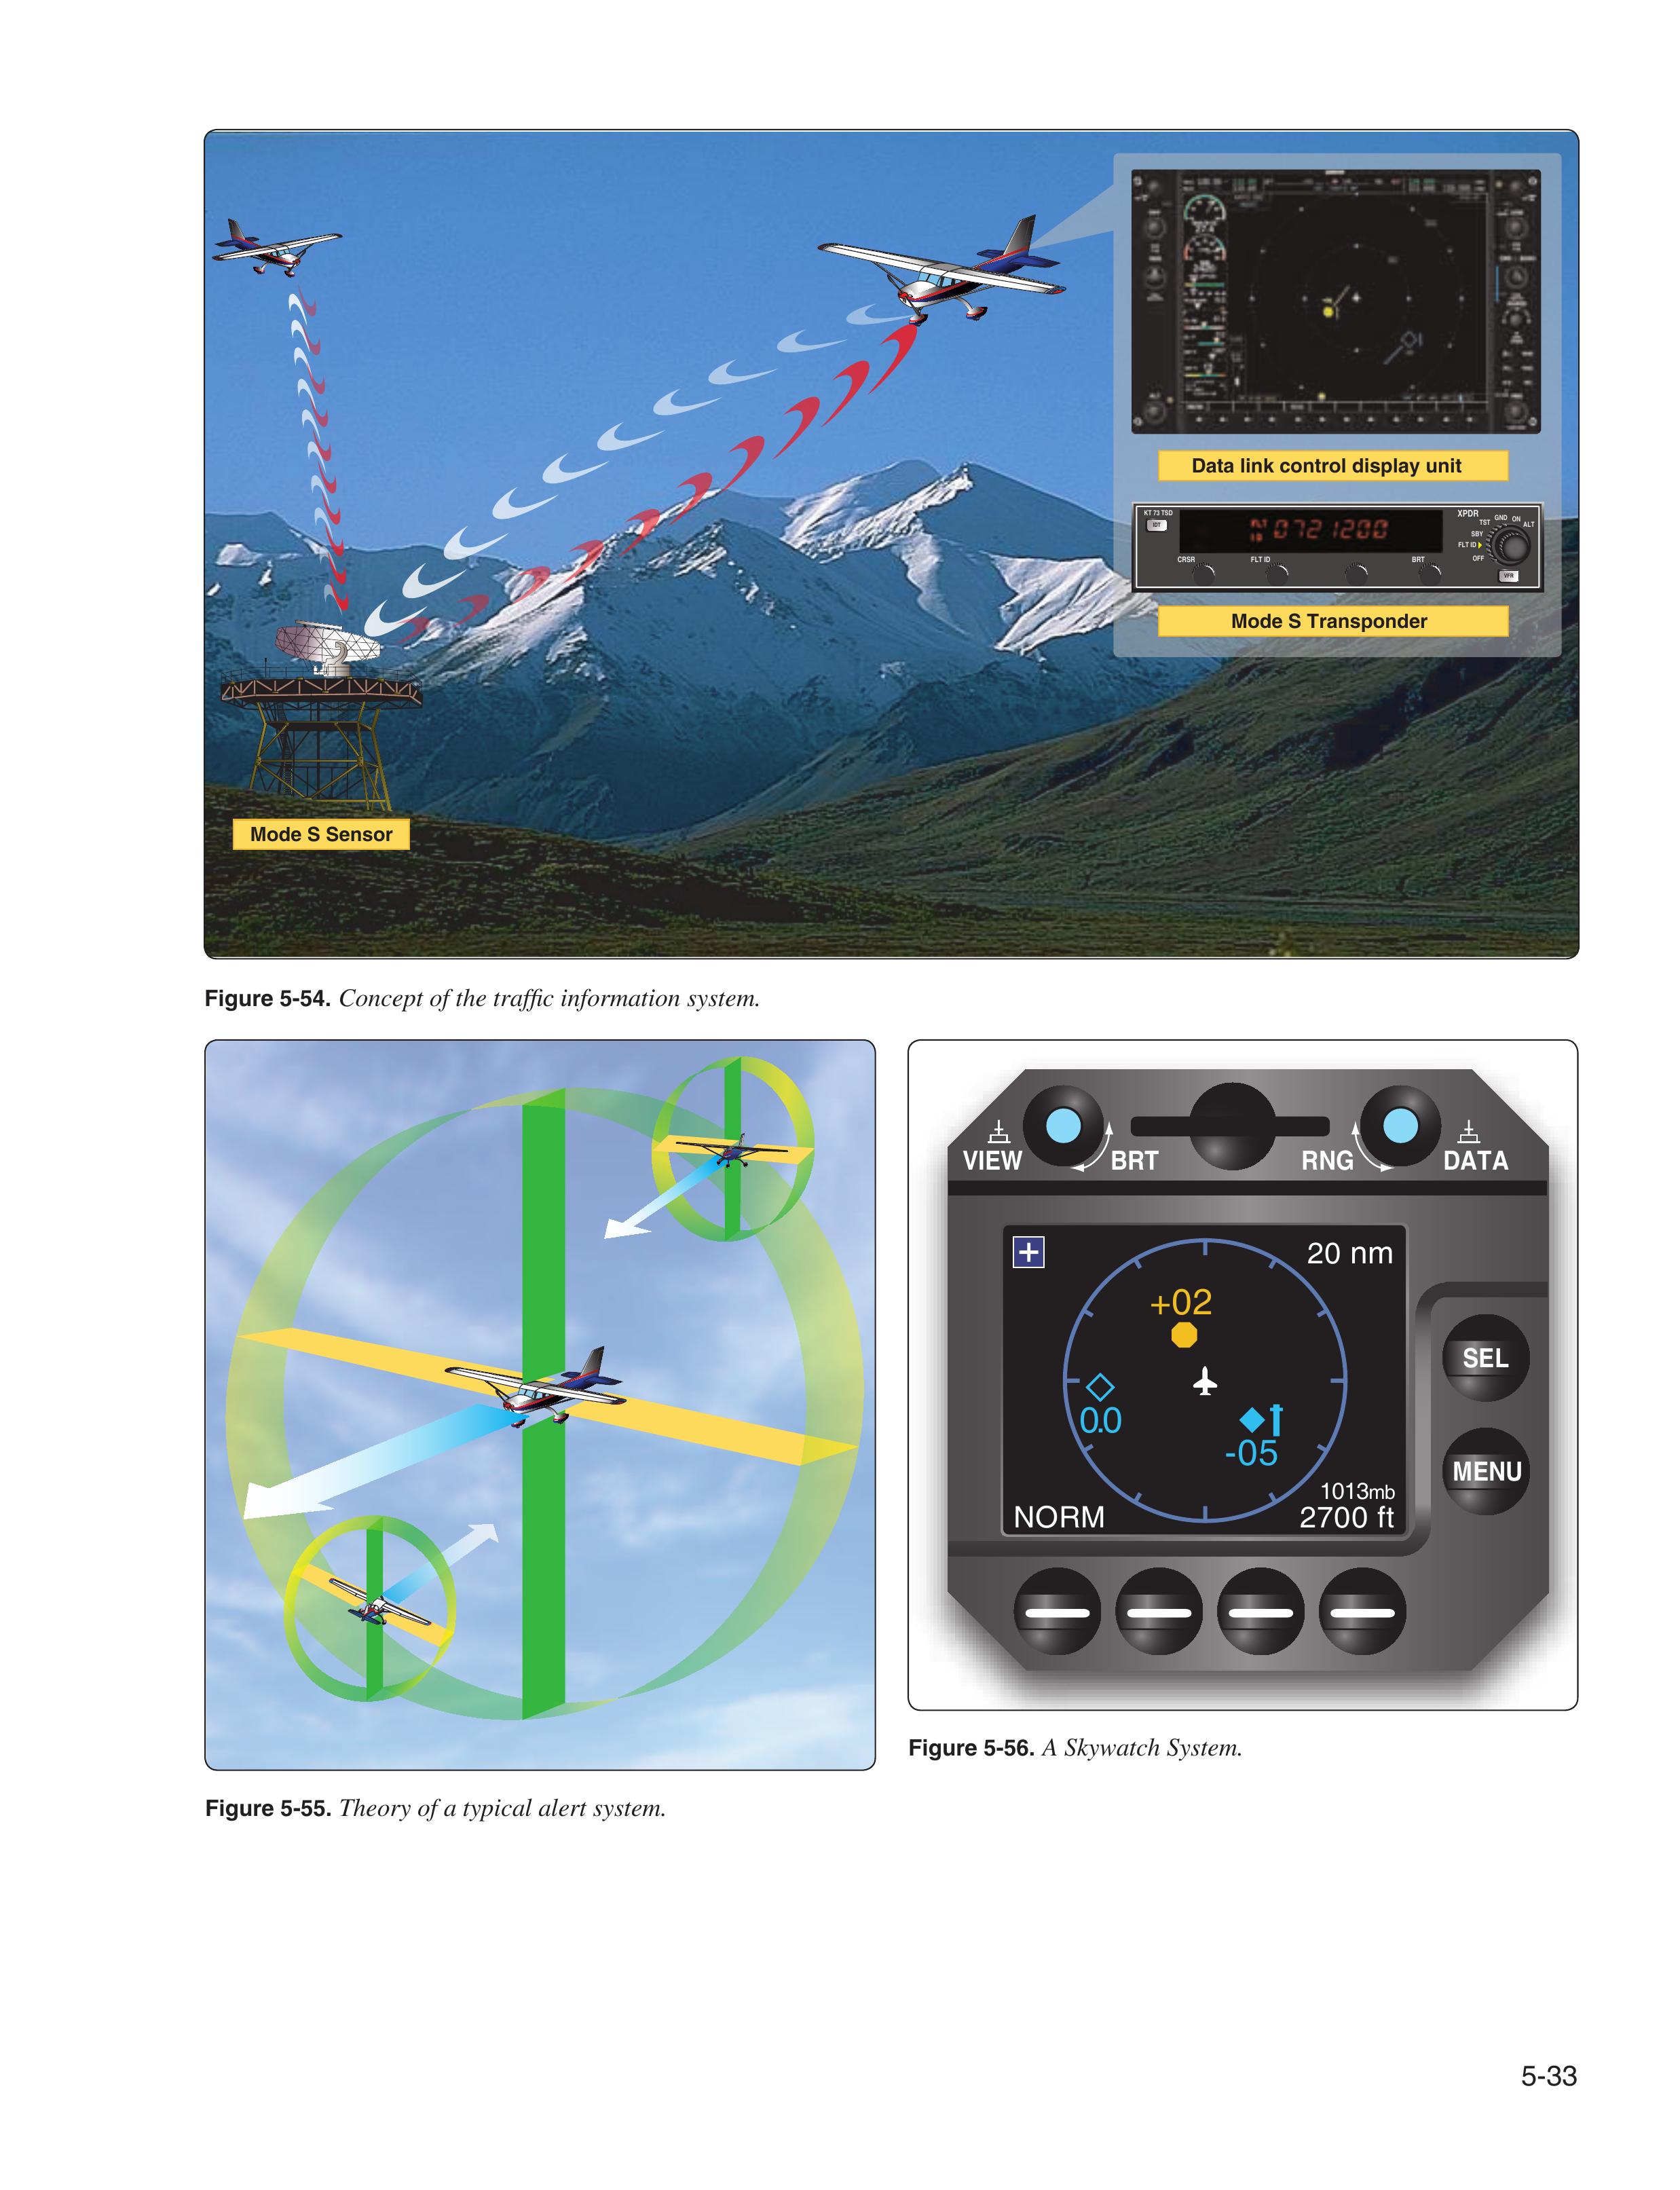 Data link control display unit
KT 73 TSD
IDT
XPDR
TST
GND
ON
ALT
SBY
FLT ID
OFF
CRSR
FLT ID
BRT
VFR
Mode S Transponder
Mode S Sensor
Figure 5-54. Concept of the traffic information system.
VIEW
BRT
RNG
DATA
+
20 nm
+02
0.0
-05
1013mb
NORM
2700 ft
SEL
MENU
Figure 5-56. A Skywatch System.
Figure 5-55. Theory of a typical alert system.
5-33